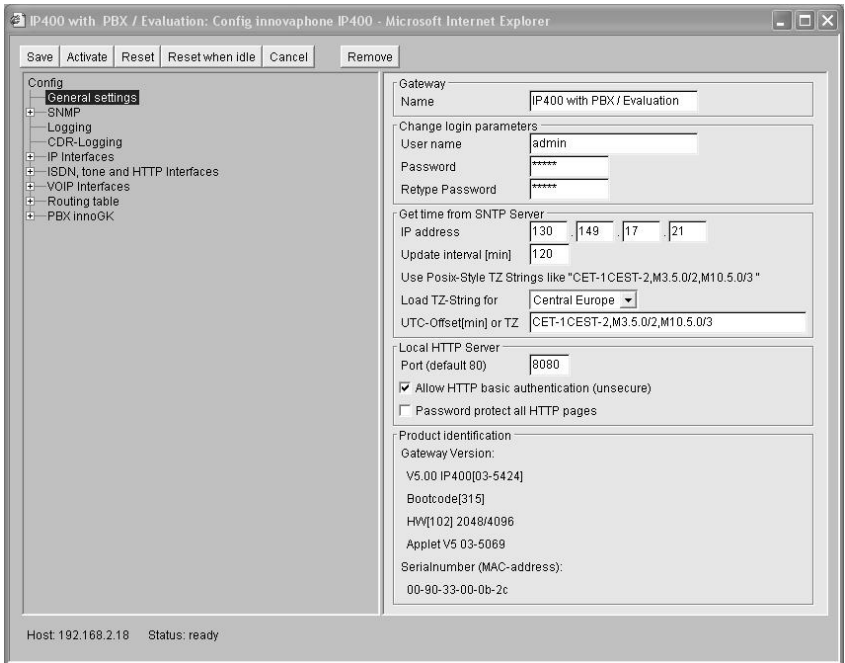 IP400 with PBX / Evaluation: Config innovaphone IP400 - Microsoft Internet Explorer
Save Activate Reset Reset when idle Cancel Remove
Config
General settings
SNMP
Logging
CDR-Logging
IP Interfaces
ISDN, tone and HTTP Interfaces
VOIP Interfaces
Routing table
PBX innoGK
Gateway
Name IP400 with PBX / Evaluation
Change login parameters
User name admin
Password *****
Retype Password *****
Get time from SNTP Server
IP address 130 . 149 . 17 . 21
Update interval [min] 120
Use Posix-Style TZ Strings like "CET-1CEST-2,M3.5.0/2,M10.5.0/3 "
Load TZ-String for Central Europe
UTC-Offset[min] or TZ CET-1CEST-2,M3.5.0/2,M10.5.0/3
Local HTTP Server
Port (default 80) 8080
Allow HTTP basic authentication (unsecure)
Password protect all HTTP pages
Product identification
Gateway Version:
V5.00 IP400[03-5424]
Bootcode[315]
HW[102] 2048/4096
Applet V5 03-5069
Serialnumber (MAC-address):
00-90-33-00-0b-2c
Host: 192.168.2.18 Status: ready